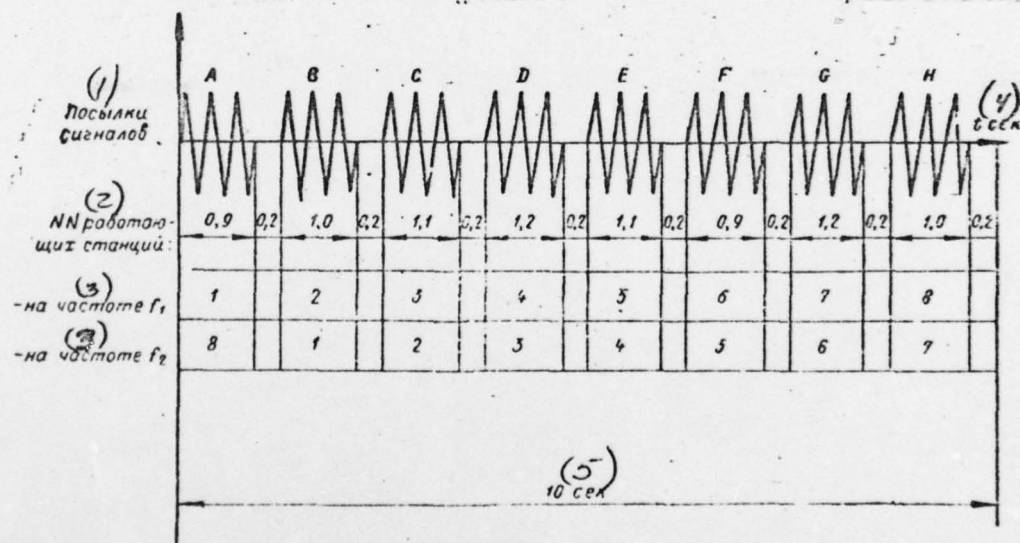 A B C D E F G H
(1)
Посылки
сигналов
(4)
t сек
(2)
NN работаю-
щих станций:
0,9 0,2 1,0 0,2 1,1 0,2 1,2 0,2 1,1 0,2 0,9 0,2 1,2 0,2 1,0 0,2
(3)
-на частоте f₁
1 2 3 4 5 6 7 8
-на частоте f₂
8 1 2 3 4 5 6 7
(5)
10 сек